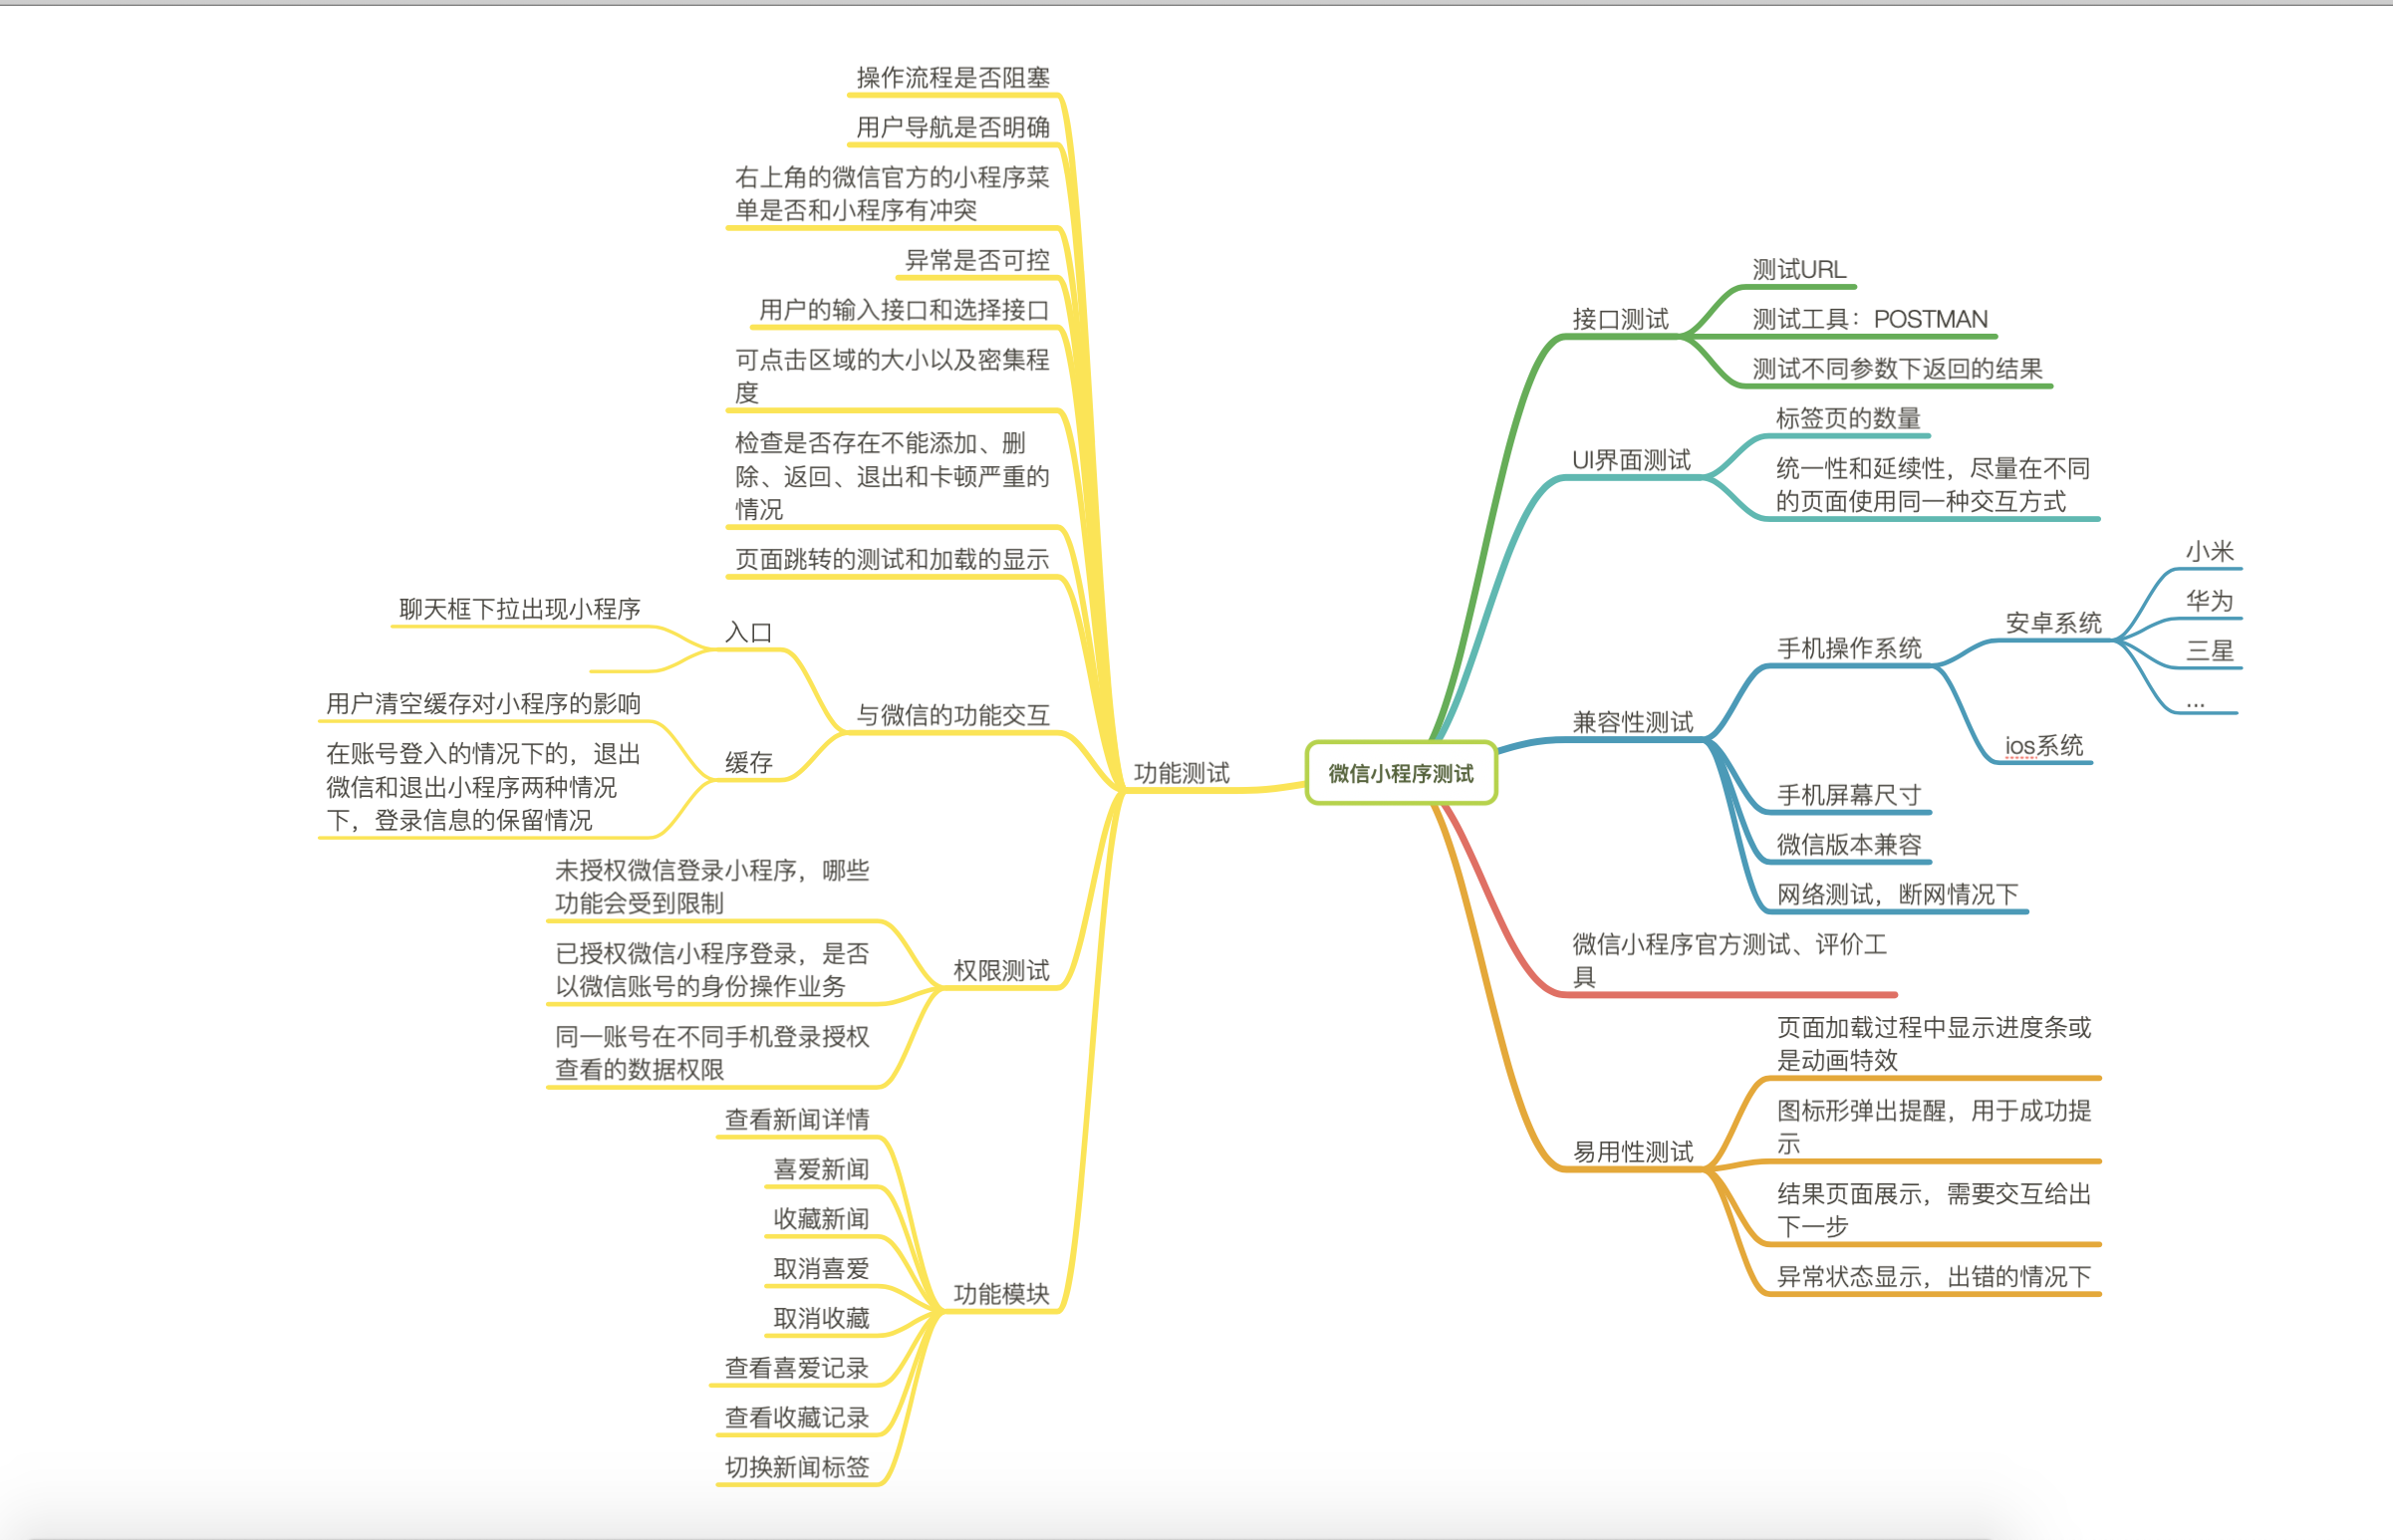 操作流程是否阻塞
用户导航是否明确
右上角的微信官方的小程序菜
单是否和小程序有冲突
异常是否可控
用户的输入接口和选择接口
可点击区域的大小以及密集程
度
检查是否存在不能添加、删
除、返回、退出和卡顿严重的
情况
页面跳转的测试和加载的显示
聊天框下拉出现小程序
入口
用户清空缓存对小程序的影响
在账号登入的情况下的，退出
微信和退出小程序两种情况
下，登录信息的保留情况
缓存
与微信的功能交互
未授权微信登录小程序，哪些
功能会受到限制
已授权微信小程序登录，是否
以微信账号的身份操作业务
同一账号在不同手机登录授权
查看的数据权限
权限测试
查看新闻详情
喜爱新闻
收藏新闻
取消喜爱
取消收藏
查看喜爱记录
查看收藏记录
切换新闻标签
功能模块
功能测试
微信小程序测试
接口测试
测试URL
测试工具：POSTMAN
测试不同参数下返回的结果
UI界面测试
标签页的数量
统一性和延续性，尽量在不同
的页面使用同一种交互方式
兼容性测试
手机操作系统
安卓系统
小米
华为
三星
...
ios系统
手机屏幕尺寸
微信版本兼容
网络测试，断网情况下
微信小程序官方测试、评价工
具
易用性测试
页面加载过程中显示进度条或
是动画特效
图标形弹出提醒，用于成功提
示
结果页面展示，需要交互给出
下一步
异常状态显示，出错的情况下